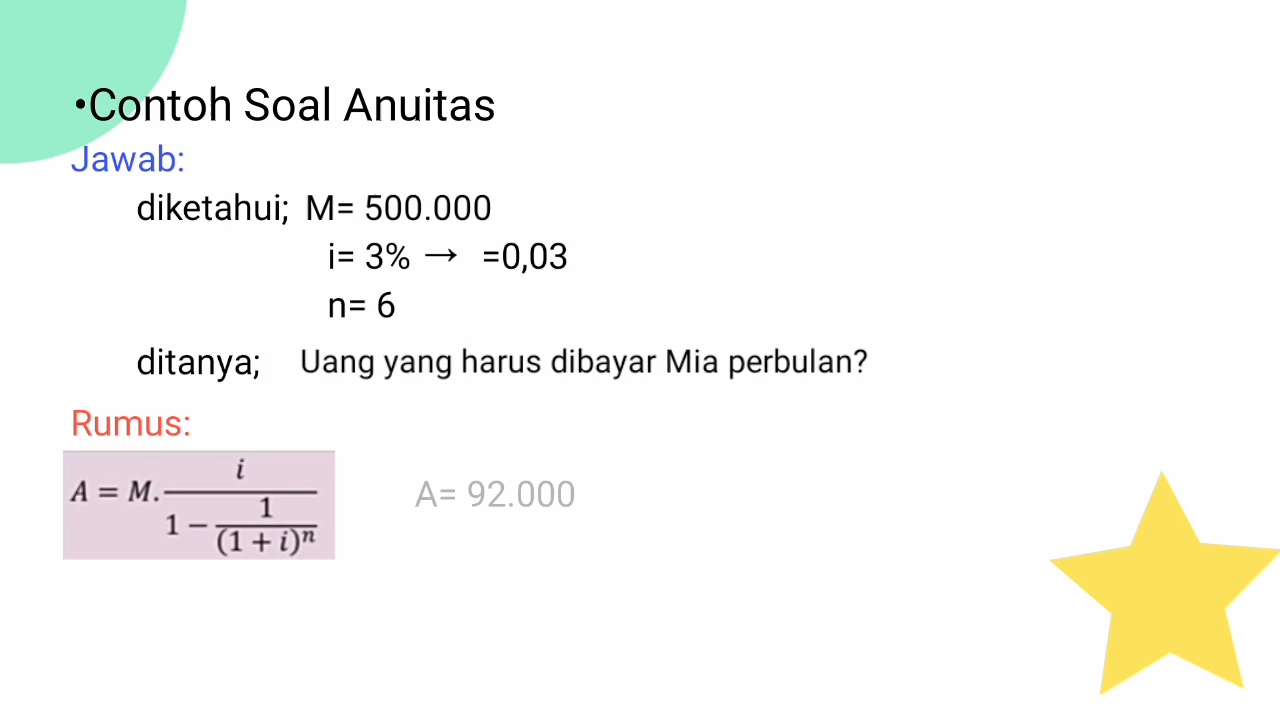 •Contoh Soal Anuitas
Jawab:
diketahui; M= 500.000
i= 3% → =0,03
n= 6
ditanya; Uang yang harus dibayar Mia perbulan?
Rumus:
A = M. i / (1 − 1 / (1 + i)ⁿ)
A= 92.000